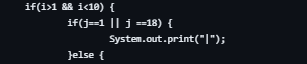 if(i>1 && i<10) {
if(j==1 || j ==18) {
System.out.print("|");
}else {